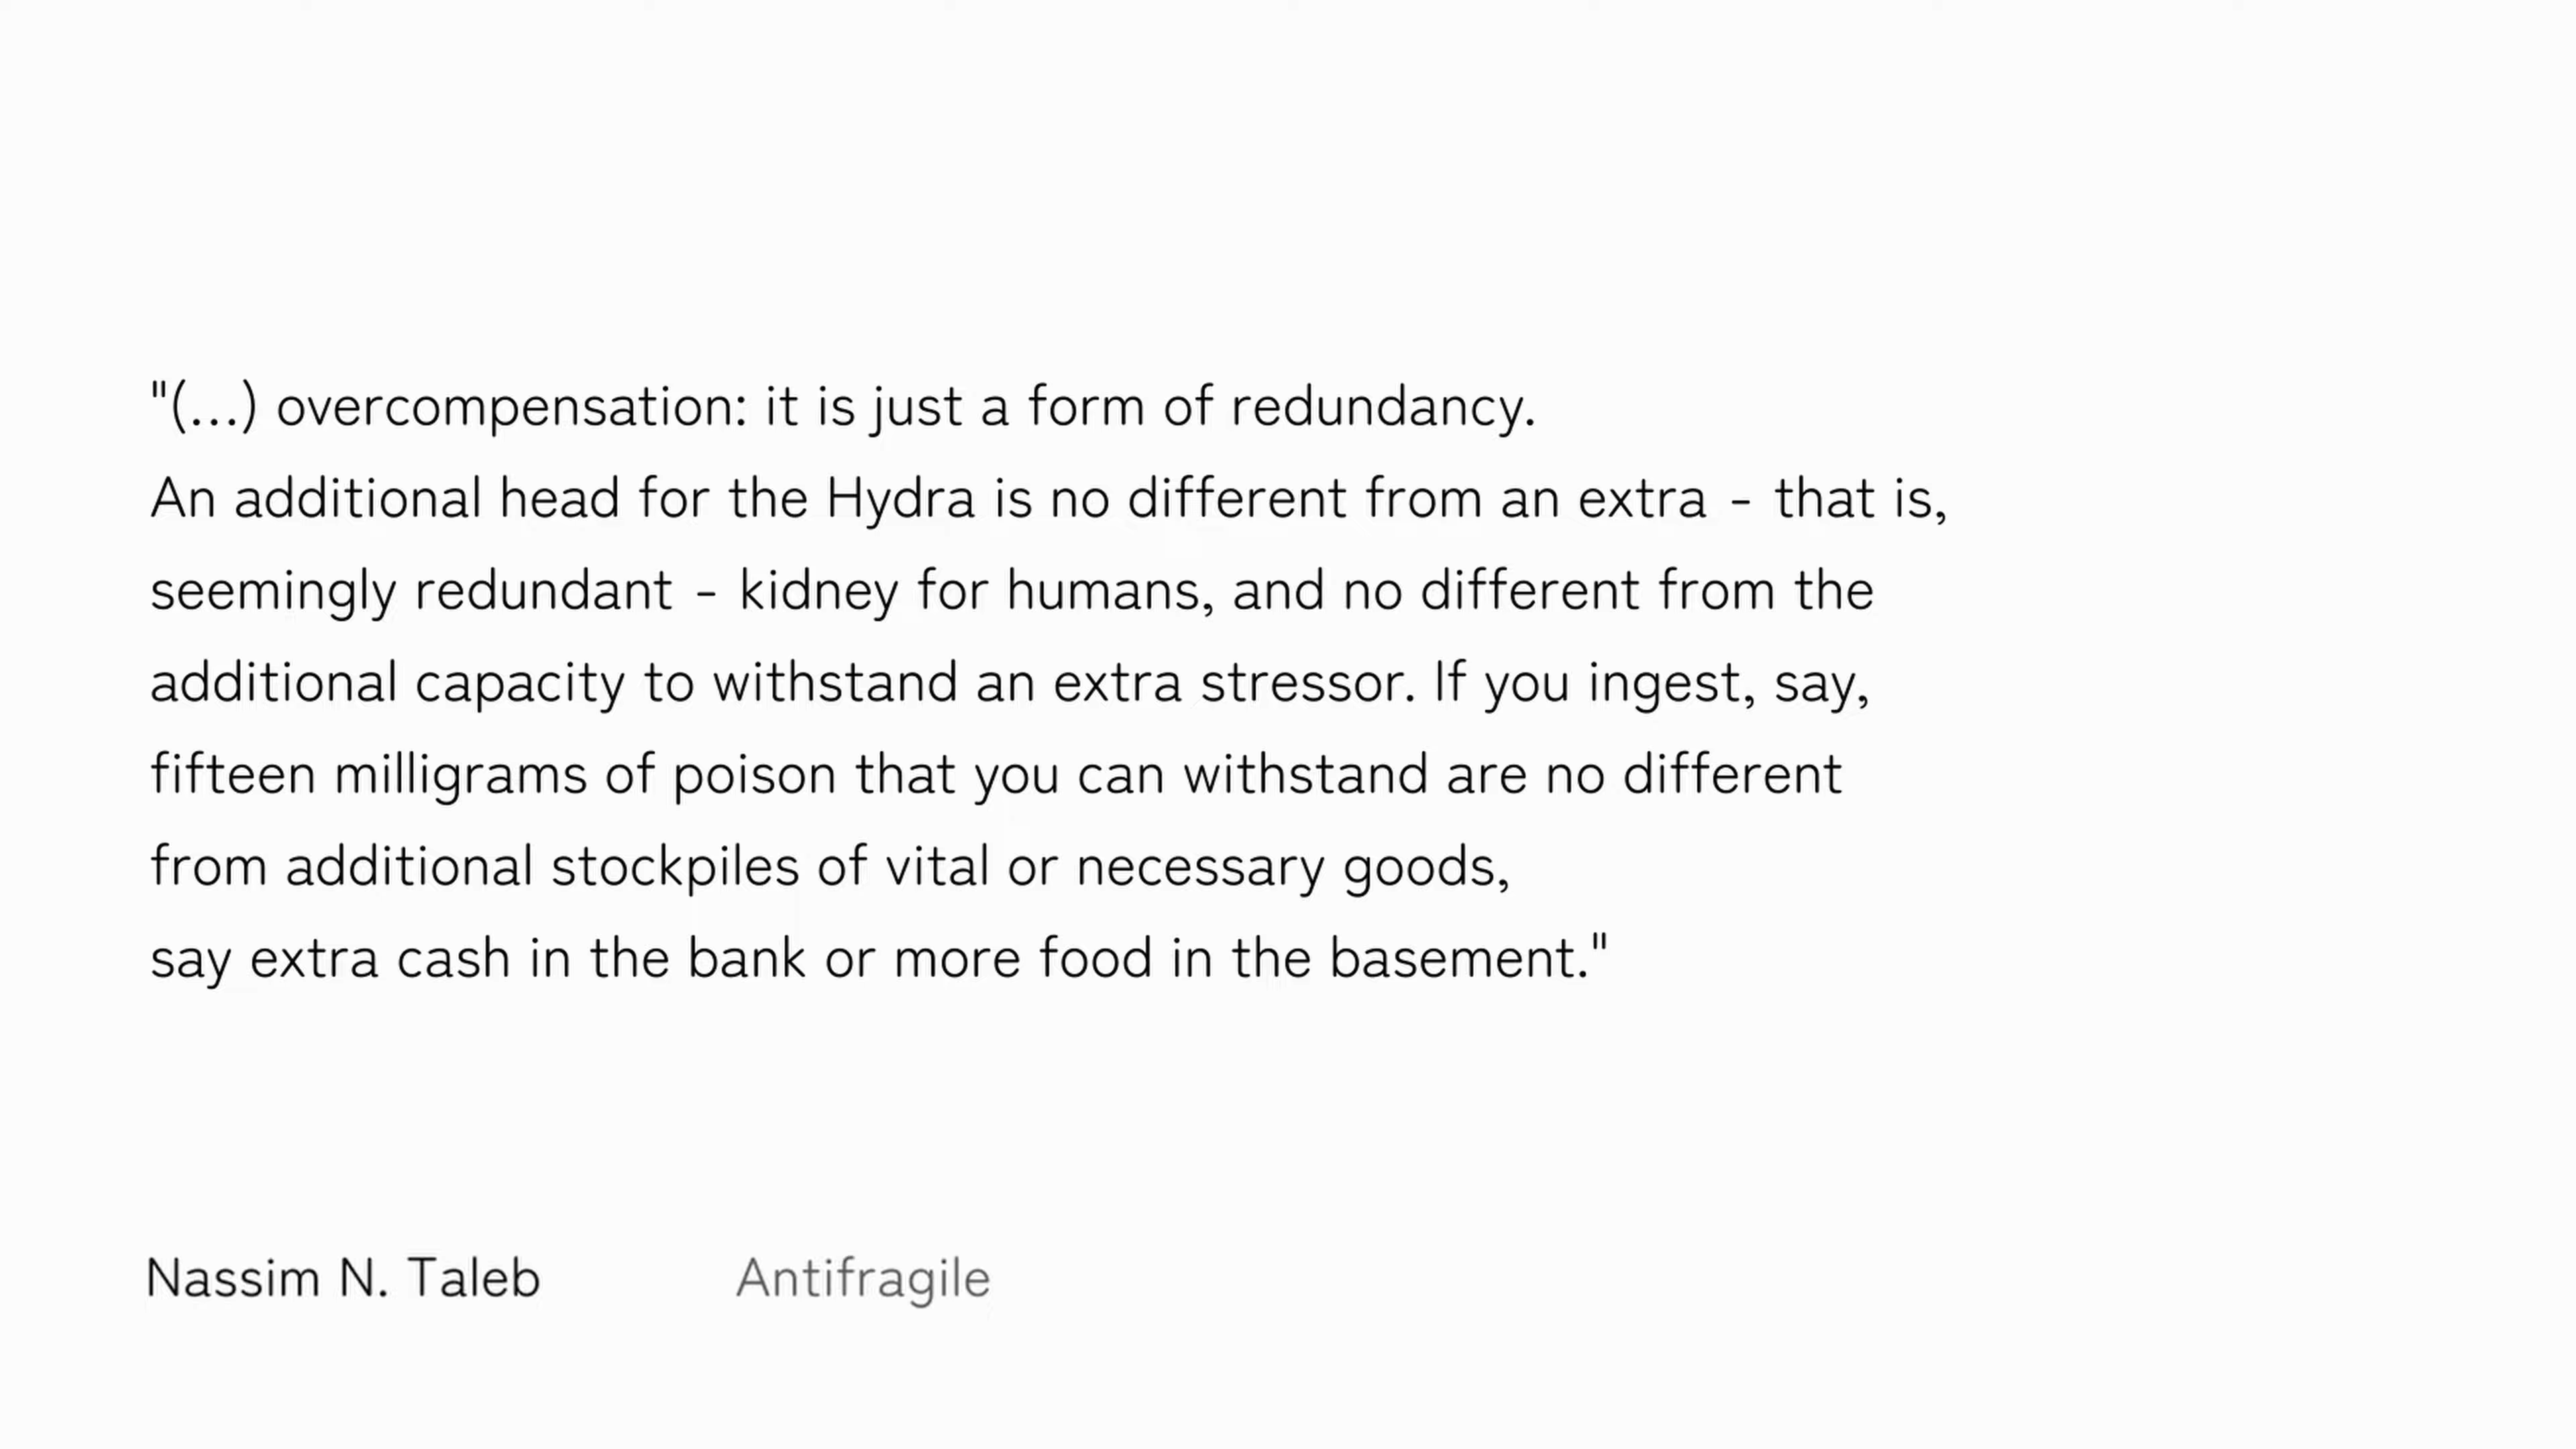 "(...) overcompensation: it is just a form of redundancy.
An additional head for the Hydra is no different from an extra - that is,
seemingly redundant - kidney for humans, and no different from the
additional capacity to withstand an extra stressor. If you ingest, say,
fifteen milligrams of poison that you can withstand are no different
from additional stockpiles of vital or necessary goods,
say extra cash in the bank or more food in the basement."
Nassim N. Taleb Antifragile